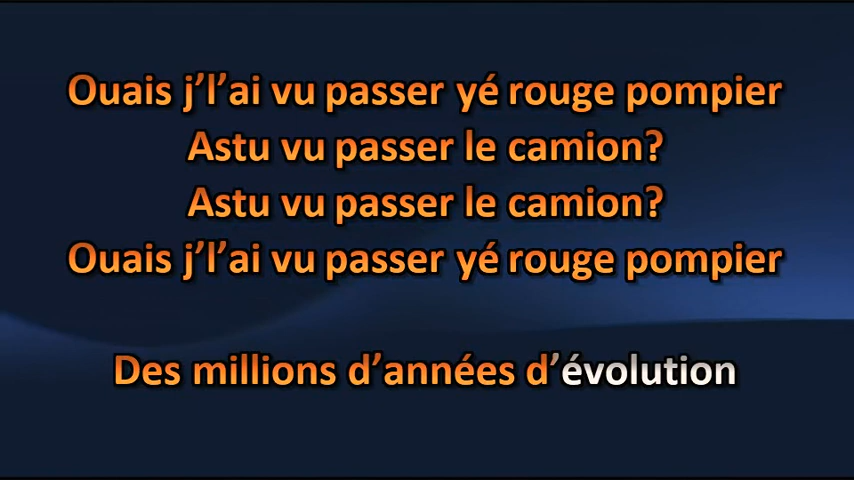 Ouais j’l’ai vu passer yé rouge pompier
Astu vu passer le camion?
Astu vu passer le camion?
Ouais j’l’ai vu passer yé rouge pompier
Des millions d’années d’évolution